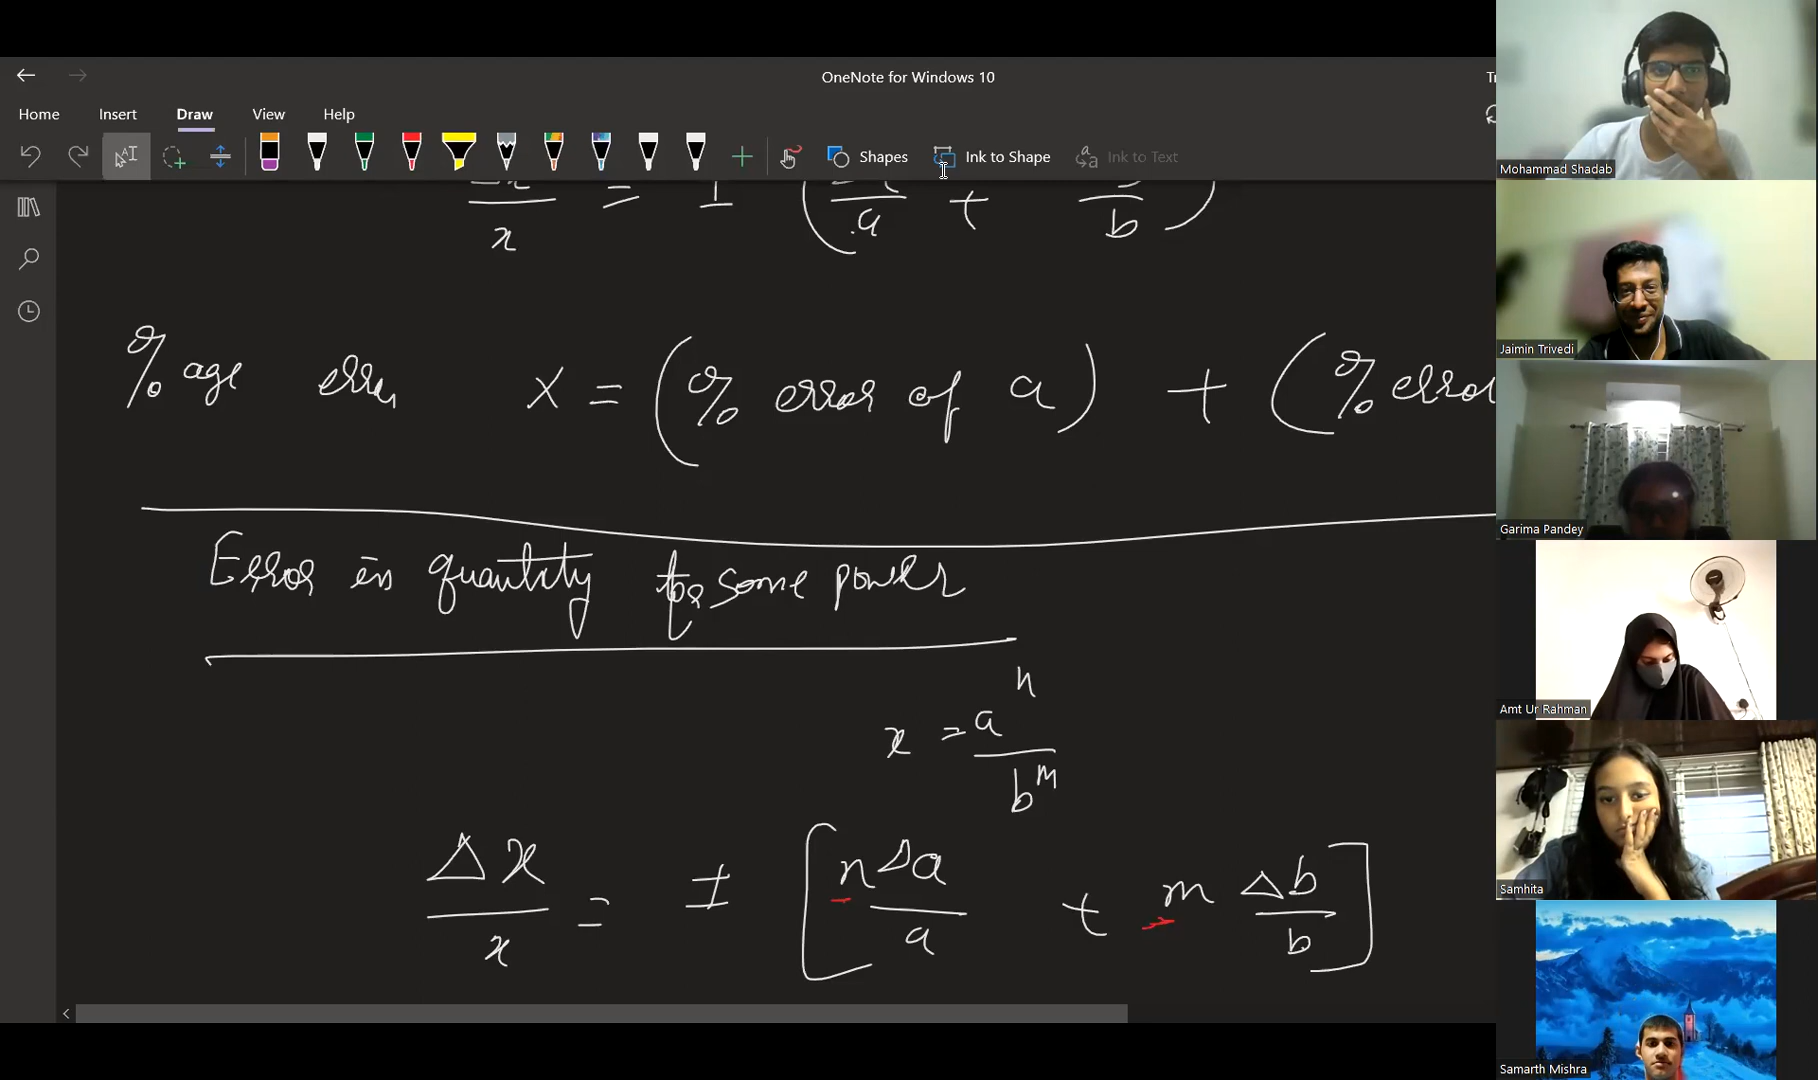 OneNote for Windows 10
Home Insert Draw View Help
Shapes Ink to Shape Ink to Text
x = ± ( a + b )
%age erro X = (% error of a) + (% error
Error in quantity to some power
x = a^n / b^m
Δx / x = ± [ nΔa / a + m Δb / b ]
Mohammad Shadab
Jaimin Trivedi
Garima Pandey
Amt Ur Rahman
Samhita
Samarth Mishra